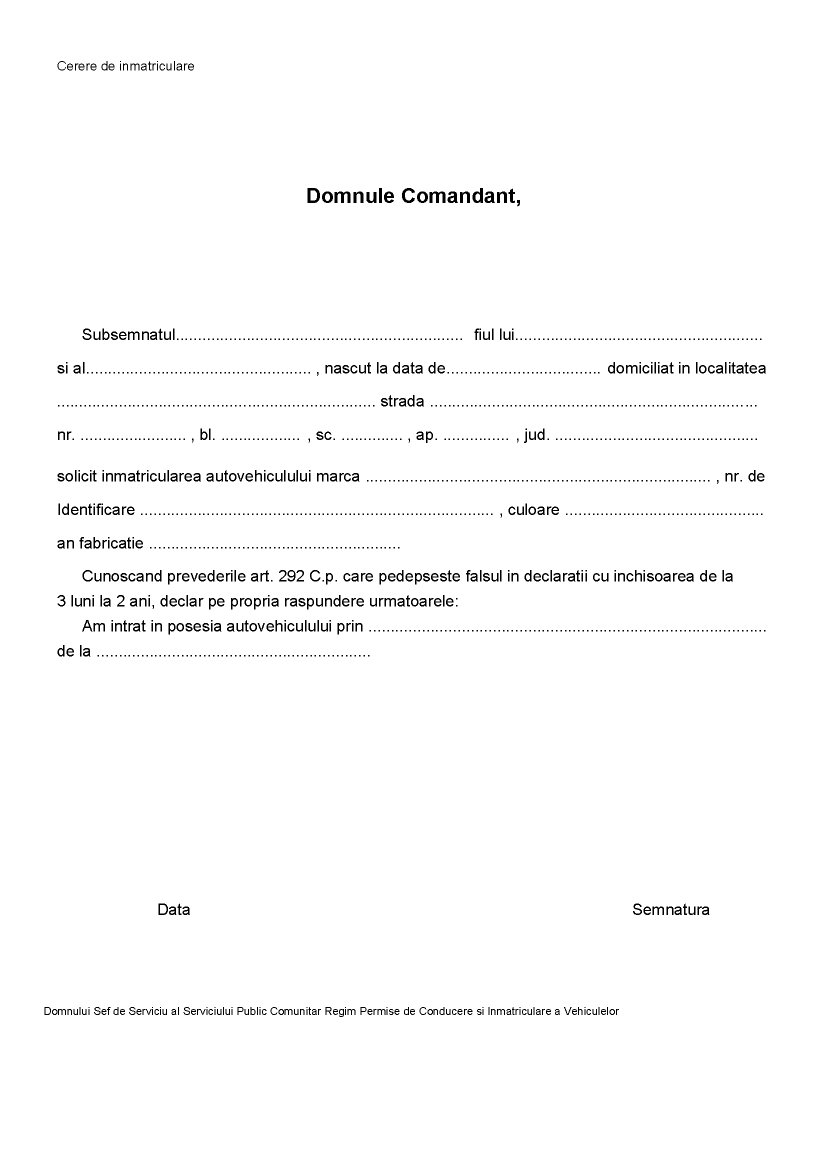 Cerere de inmatriculare
Domnule Comandant,
Subsemnatul................................................................. fiul lui........................................................
si al................................................... , nascut la data de................................... domiciliat in localitatea
........................................................................ strada ..........................................................................
nr. ........................ , bl. .................. , sc. .............. , ap. ............... , jud. ..............................................
solicit inmatricularea autovehiculului marca .............................................................................. , nr. de
Identificare ................................................................................ , culoare .............................................
an fabricatie .........................................................
Cunoscand prevederile art. 292 C.p. care pedepseste falsul in declaratii cu inchisoarea de la
3 luni la 2 ani, declar pe propria raspundere urmatoarele:
Am intrat in posesia autovehiculului prin ..........................................................................................
de la ..............................................................
Data Semnatura
Domnului Sef de Serviciu al Serviciului Public Comunitar Regim Permise de Conducere si Inmatriculare a Vehiculelor